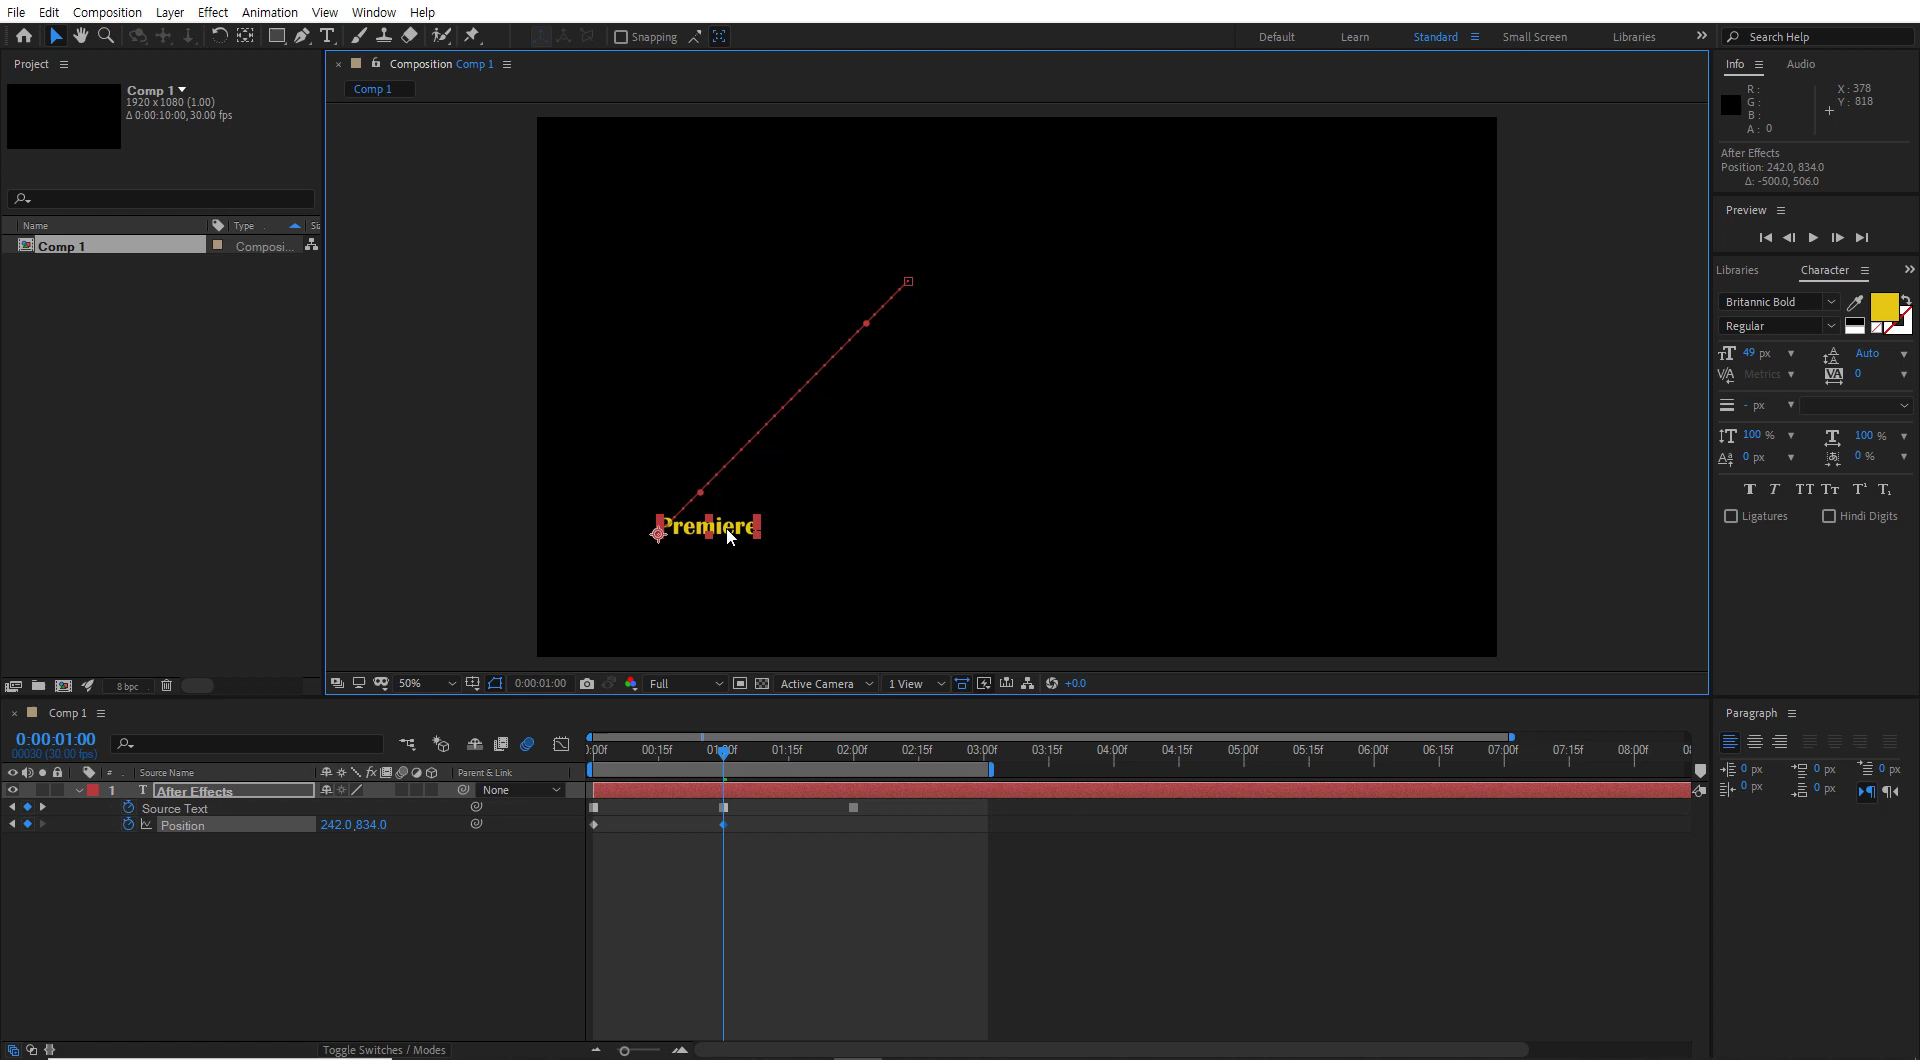 File Edit Composition Layer Effect Animation View Window Help
Snapping Default Learn Standard Small Screen Libraries Search Help
Project
Comp 1
1920 x 1080 (1.00)
Δ 0:00:10:00, 30.00 fps
Name Type Si
Comp 1 Composi...
Composition Comp 1
Comp 1
Premiere
50% 0:00:01:00 Full Active Camera 1 View +0.0
Info Audio
R : X : 378
G : Y : 818
B :
A : 0
After Effects
Position: 242.0, 834.0
Δ: -500.0, 506.0
Preview
Libraries Character
Britannic Bold
Regular
49 px Auto
Metrics 0
- px
100 % 100 %
0 px 0 %
Ligatures Hindi Digits
Comp 1
0:00:01:00
00030 (30.00 fps)
# Source Name Parent & Link
1 T After Effects None
Source Text
Position 242.0,834.0
:00f 00:15f 01:00f 01:15f 02:00f 02:15f 03:00f 03:15f 04:00f 04:15f 05:00f 05:15f 06:00f 06:15f 07:00f 07:15f 08:00f
Toggle Switches / Modes
8 bpc
Paragraph
0 px 0 px 0 px
0 px 0 px